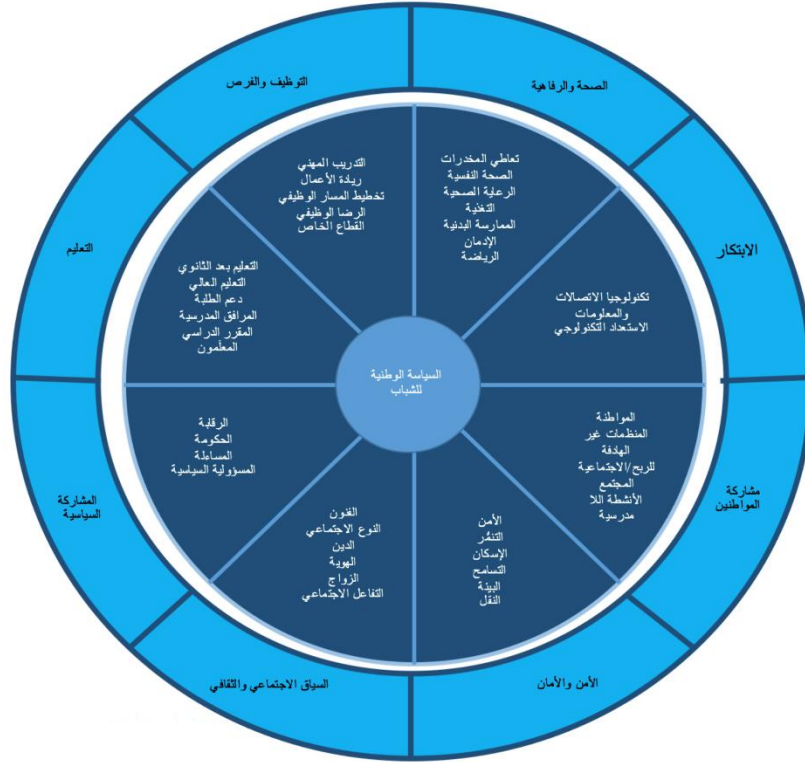 التوظيف والفرص
الصحة والرفاهية
التعليم
الابتكار
المشاركة
السياسية
مشاركة
المواطنين
السياق الاجتماعي والثقافي
الأمن والأمان
التدريب المهني
ريادة الأعمال
تخطيط المسار الوظيفي
الرضا الوظيفي
القطاع الخاص
تعاطي المخدرات
الصحة النفسية
الرعاية الصحية
التغذية
الممارسة البدنية
الإدمان
الرياضة
التعليم بعد الثانوي
التعليم العالي
دعم الطلبة
المرافق المدرسية
المقرر الدراسي
المعلّمون
تكنولوجيا الاتصالات
والمعلومات
الاستعداد التكنولوجي
السياسة الوطنية
للشباب
الرقابة
الحكومة
المساءلة
المسؤولية السياسية
المواطنة
المنظمات غير
الهادفة
للربح/الاجتماعية
المجتمع
الأنشطة اللا
مدرسية
الفنون
النوع الاجتماعي
الدين
الهوية
الزواج
التفاعل الاجتماعي
الأمن
التنمُّر
الإسكان
التسامح
البيئة
النقل